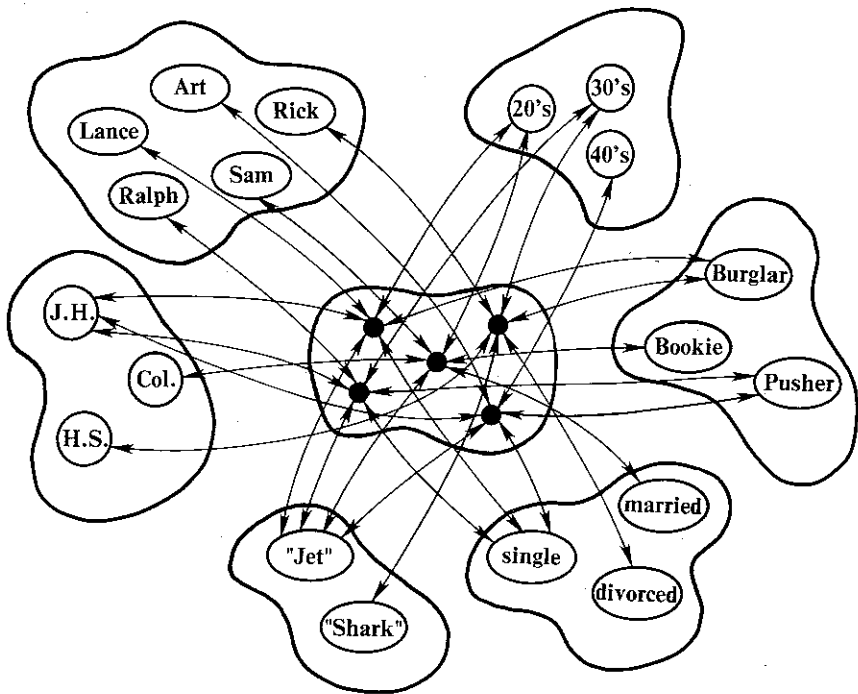 Art
Rick
Lance
Sam
Ralph
20's
30's
40's
J.H.
Col.
H.S.
Burglar
Bookie
Pusher
"Jet"
"Shark"
single
married
divorced